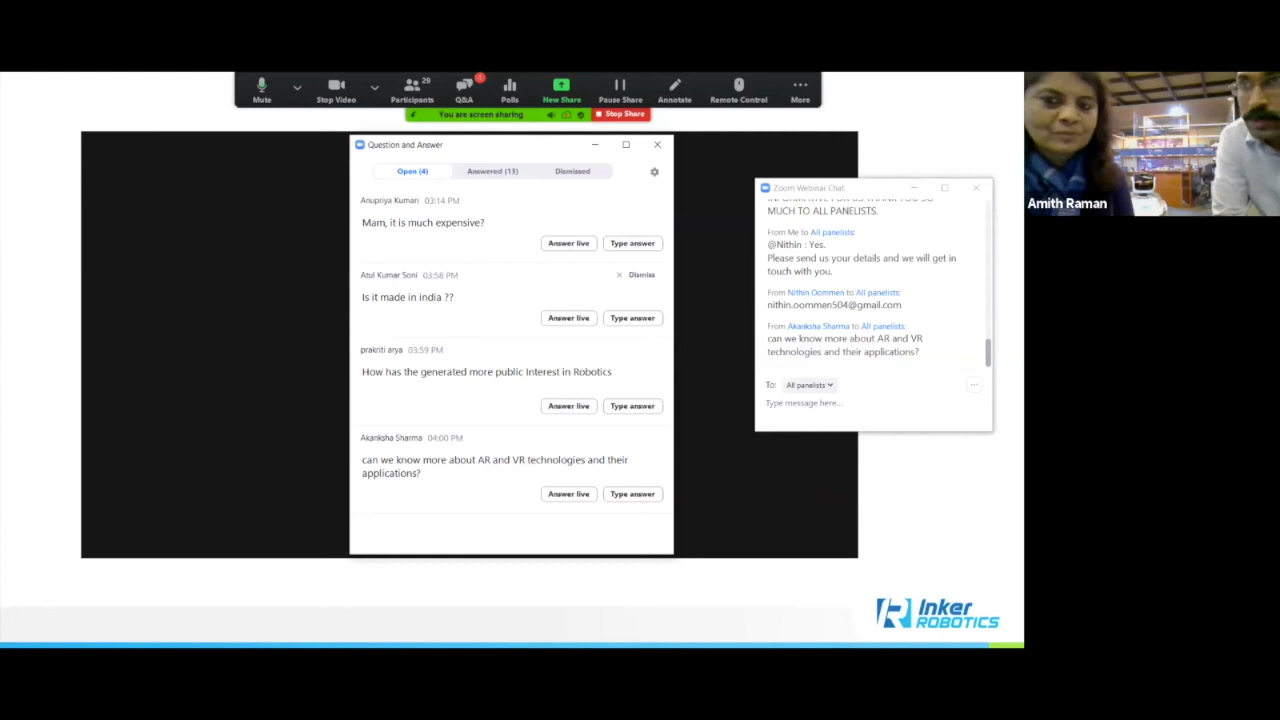 29
Mute
Stop Video
Participants
Q&A
Polls
New Share
Pause Share
Annotate
Remote Control
More
You are screen sharing
Stop Share
Question and Answer
Open (4)
Answered (13)
Dismissed
Anupriya Kumari 03:14 PM
Mam, it is much expensive?
Answer live
Type answer
Atul Kumar Soni 03:58 PM
Dismiss
Is it made in india ??
Answer live
Type answer
prakriti arya 03:59 PM
How has the generated more public Interest in Robotics
Answer live
Type answer
Akanksha Sharma 04:00 PM
can we know more about AR and VR technologies and their
applications?
Answer live
Type answer
Zoom Webinar Chat
MUCH TO ALL PANELISTS.
From Me to All panelists:
@Nithin : Yes.
Please send us your details and we will get in
touch with you.
From Nithin Oommen to All panelists:
nithin.oommen504@gmail.com
From Akanksha Sharma to All panelists:
can we know more about AR and VR
technologies and their applications?
To: All panelists
Type message here...
Amith Raman
Inker
ROBOTICS